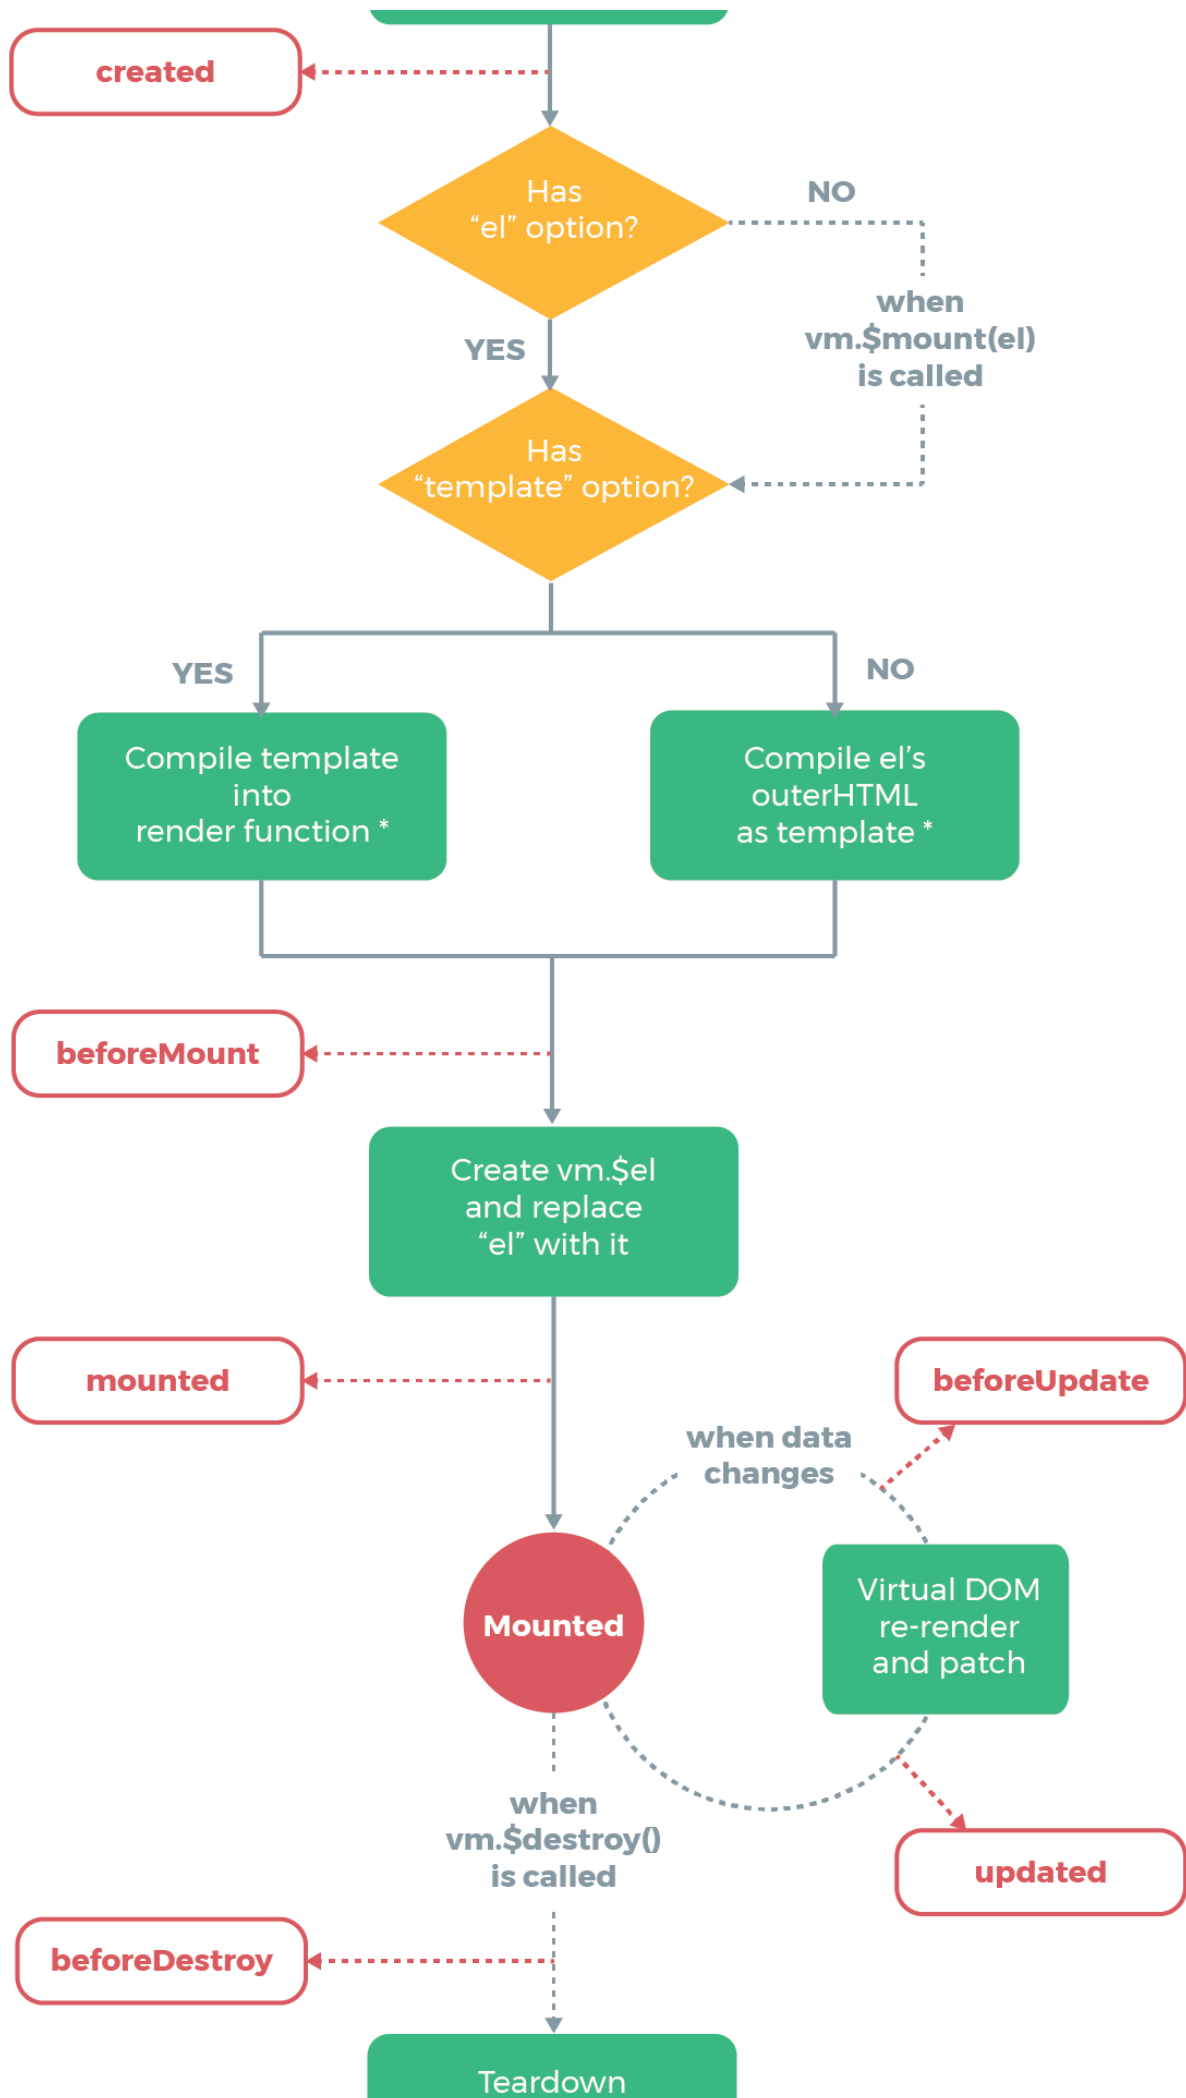 created
Has
“el” option?
NO
when
vm.$mount(el)
is called
YES
Has
“template” option?
YES
NO
Compile template
into
render function *
Compile el’s
outerHTML
as template *
beforeMount
Create vm.$el
and replace
“el” with it
mounted
beforeUpdate
when data
changes
Mounted
Virtual DOM
re-render
and patch
when
vm.$destroy()
is called
updated
beforeDestroy
Teardown